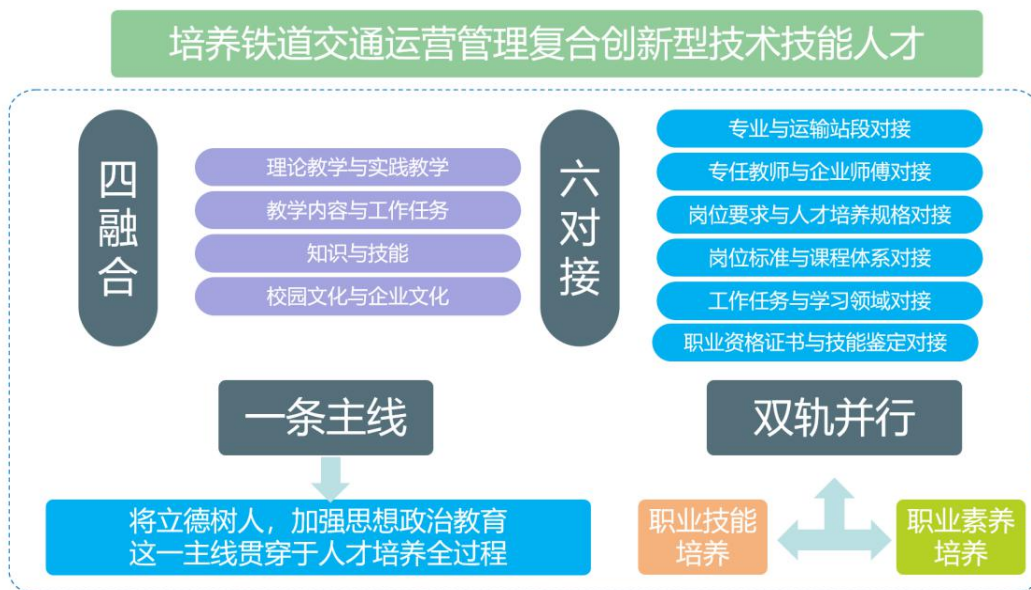 培养铁道交通运营管理复合创新型技术技能人才
四融合
理论教学与实践教学
教学内容与工作任务
知识与技能
校园文化与企业文化
六对接
专业与运输站段对接
专任教师与企业师傅对接
岗位要求与人才培养规格对接
岗位标准与课程体系对接
工作任务与学习领域对接
职业资格证书与技能鉴定对接
一条主线
将立德树人，加强思想政治教育
这一主线贯穿于人才培养全过程
双轨并行
职业技能
培养
职业素养
培养